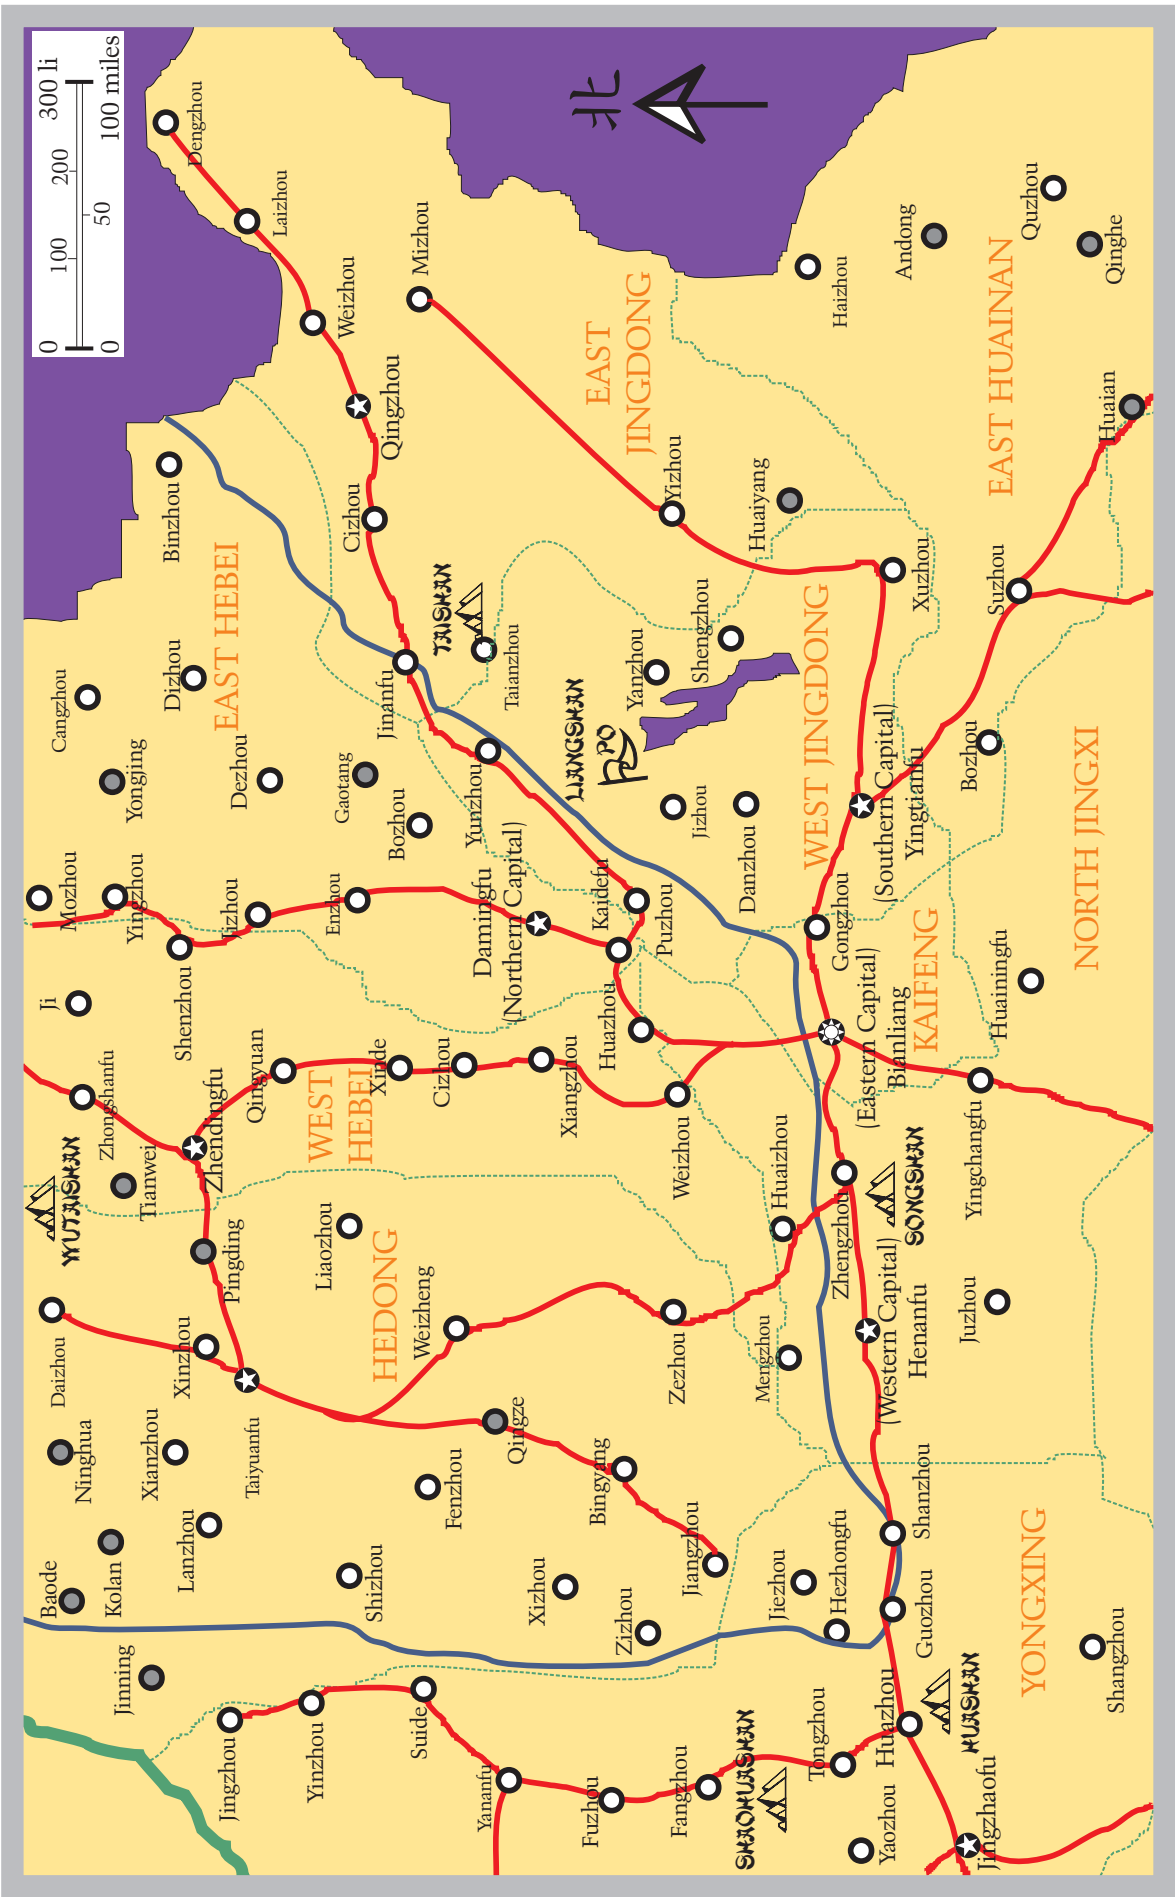 0 100 200 300 li
0 50 100 miles
北
Baode
Daizhou
Ji
Cangzhou
Mozhou
WUTAISHAN
Ninghua
Kolan
Zhongshanfu
Jinning
Tianwei
Yongjing
Yingzhou
Xianzhou
Binzhou
Dizhou
Lanzhou
Xinzhou
Shenzhou
Dengzhou
Jingzhou
Pingding
Zhendingfu
Jizhou
Dezhou
EAST HEBEI
Taiyuanfu
Qingyuan
Laizhou
Yinzhou
Liaozhou
WEST
HEBEI
Enzhou
Gaotang
Weizhou
Cizhou
Shizhou
HEDONG
Xinde
Jinanfu
Qingzhou
Bozhou
Suide
Weizheng
Mizhou
TAISHAN
Cizhou
Fenzhou
Yananfu
Yunzhou
Damingfu
(Northern Capital)
Taianzhou
Qingze
Xizhou
LIANGSHAN
PO
Xiangzhou
Fuzhou
Bingyang
Kaidefu
EAST
JINGDONG
Huazhou
Zizhou
Yanzhou
Puzhou
Yizhou
Fangzhou
Jiangzhou
Zezhou
Weizhou
Jizhou
Shengzhou
SHAOHUASHAN
Danzhou
Huaiyang
Mengzhou
Jiezhou
Huaizhou
WEST JINGDONG
Tongzhou
Hezhongfu
Zhengzhou
Gongzhou
Haizhou
(Eastern Capital)
Bianliang
(Southern Capital)
Yingtianfu
Yaozhou
Huazhou
(Western Capital)
Henanfu
Andong
Guozhou
Shanzhou
SONGSHAN
KAIFENG
Xuzhou
HUASHAN
Jingzhaofu
Juzhou
Yingchangfu
Huainingfu
Bozhou
Suzhou
EAST HUAINAN
Quzhou
YONGXING
NORTH JINGXI
Shangzhou
Huaian
Qinghe